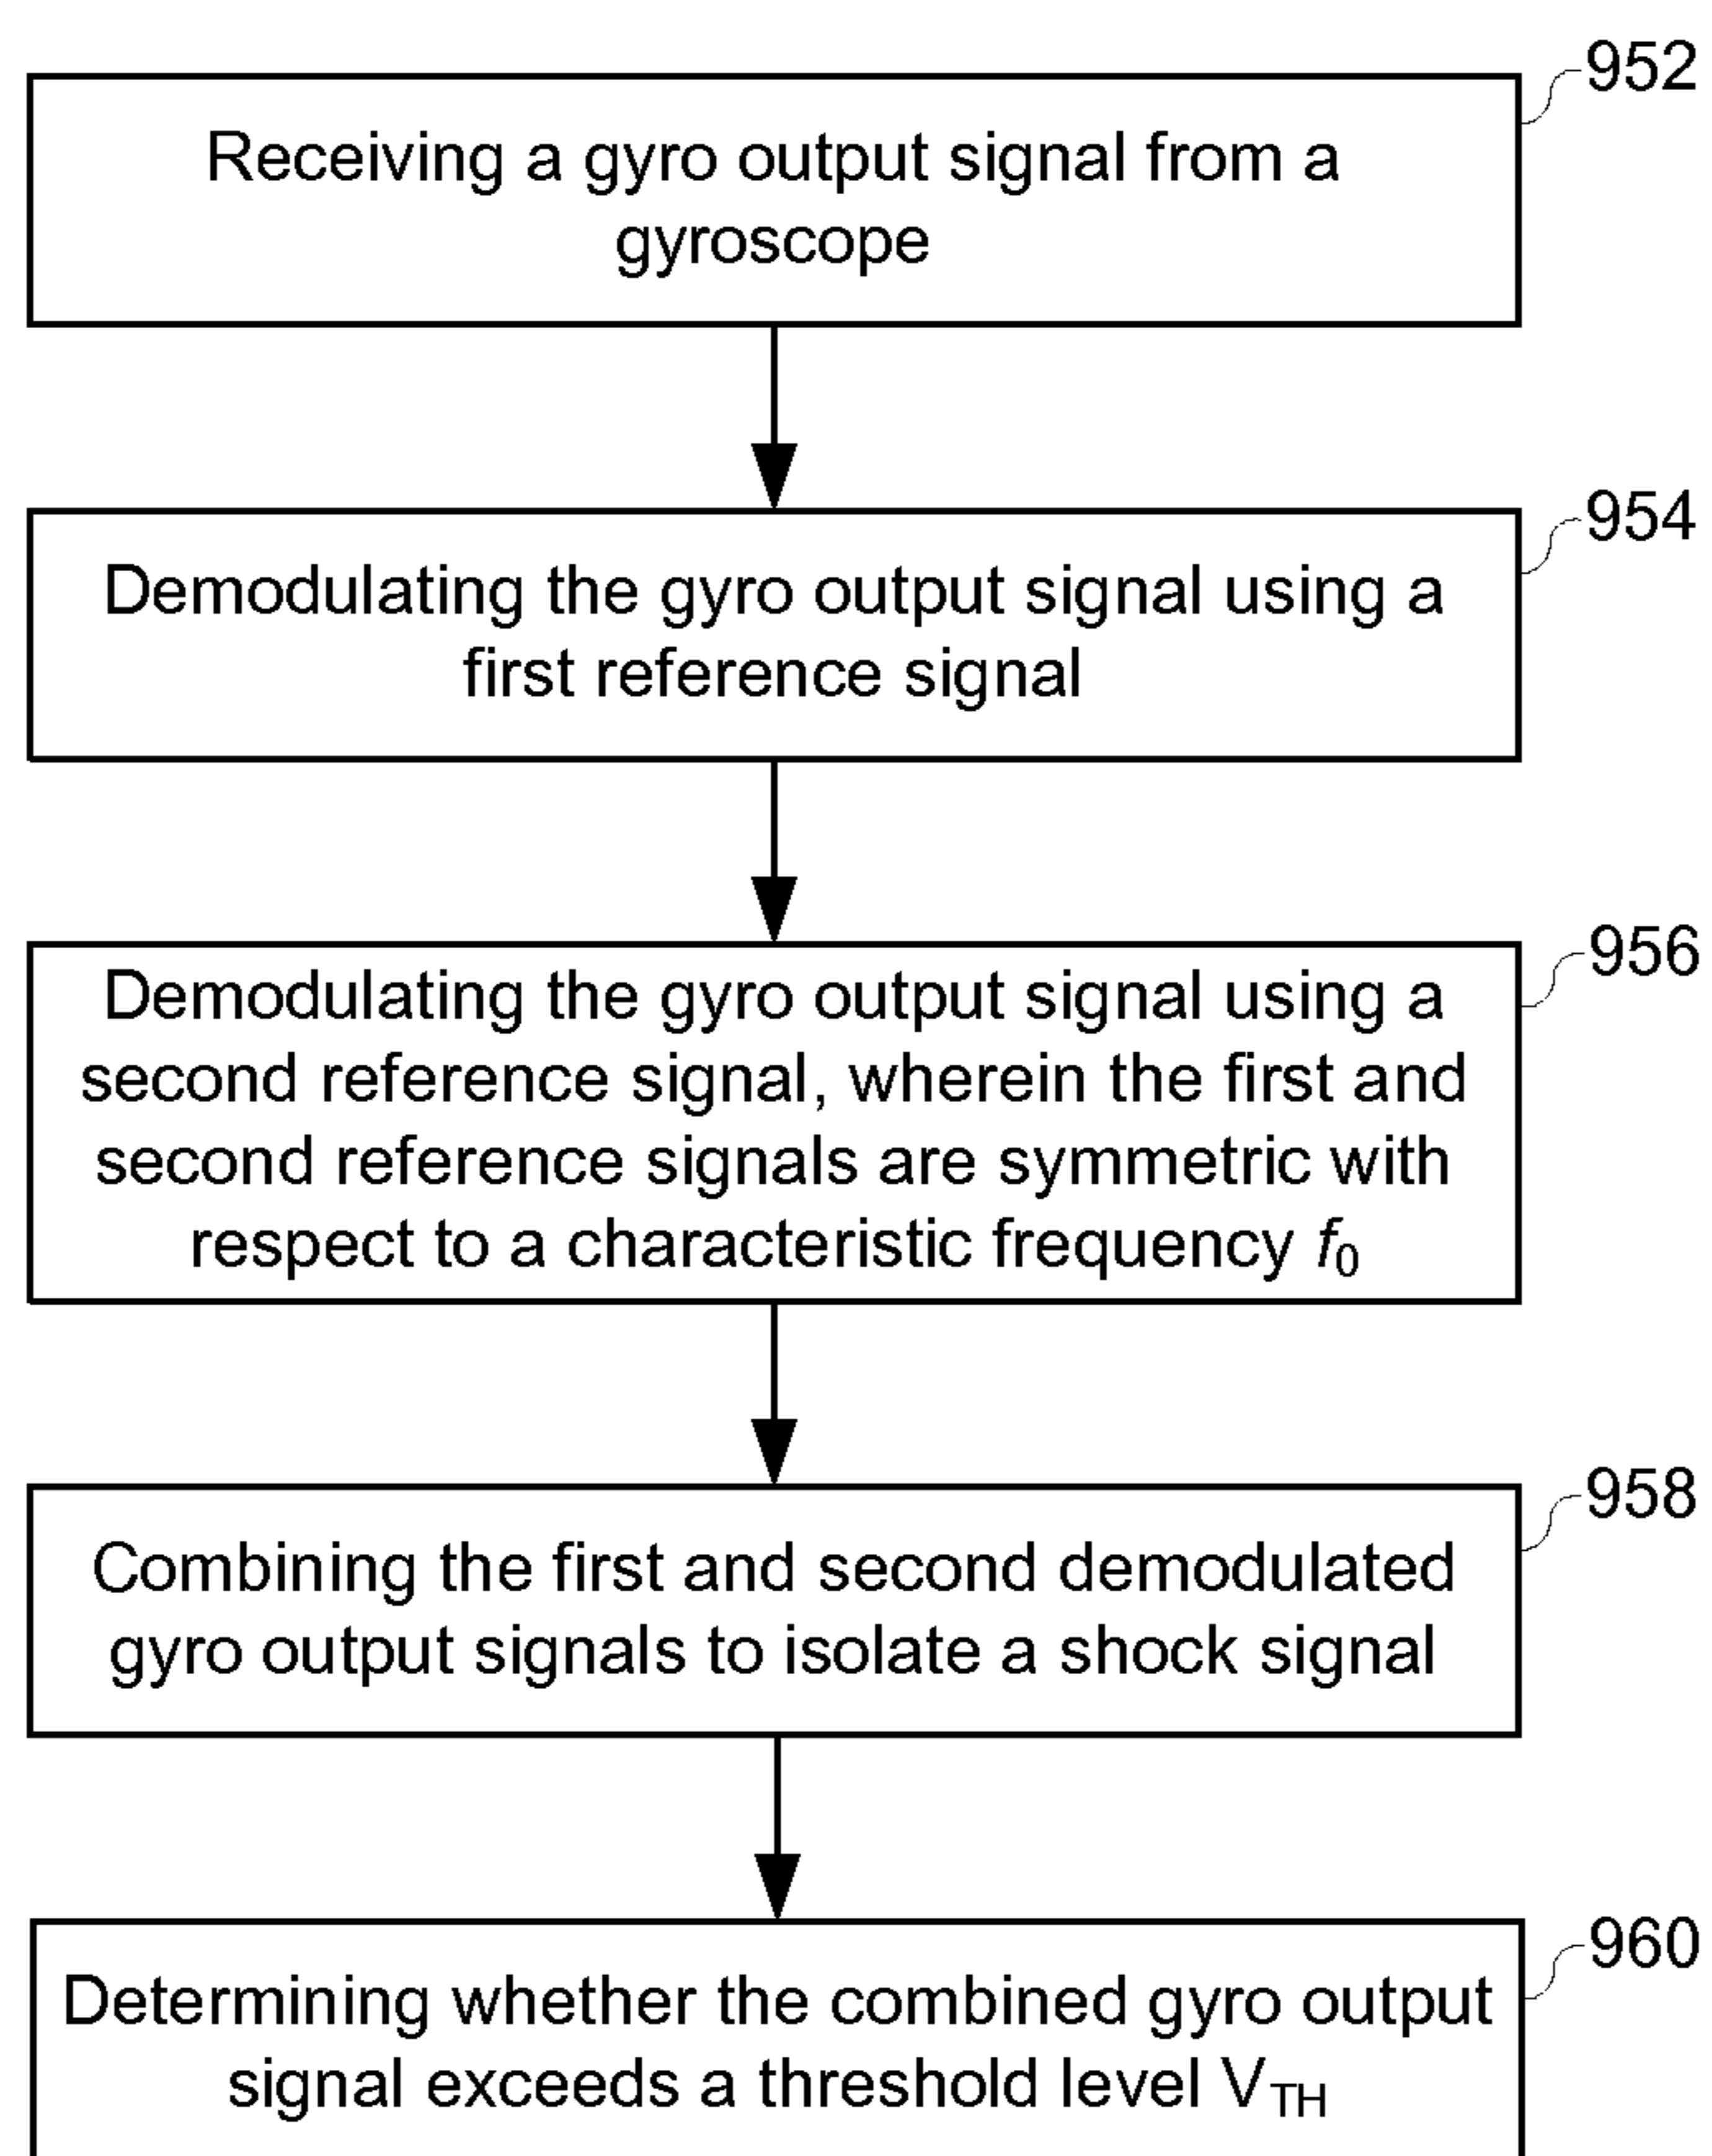 952
Receiving a gyro output signal from a
gyroscope
954
Demodulating the gyro output signal using a
first reference signal
956
Demodulating the gyro output signal using a
second reference signal, wherein the first and
second reference signals are symmetric with
respect to a characteristic frequency f₀
958
Combining the first and second demodulated
gyro output signals to isolate a shock signal
960
Determining whether the combined gyro output
signal exceeds a threshold level V_TH